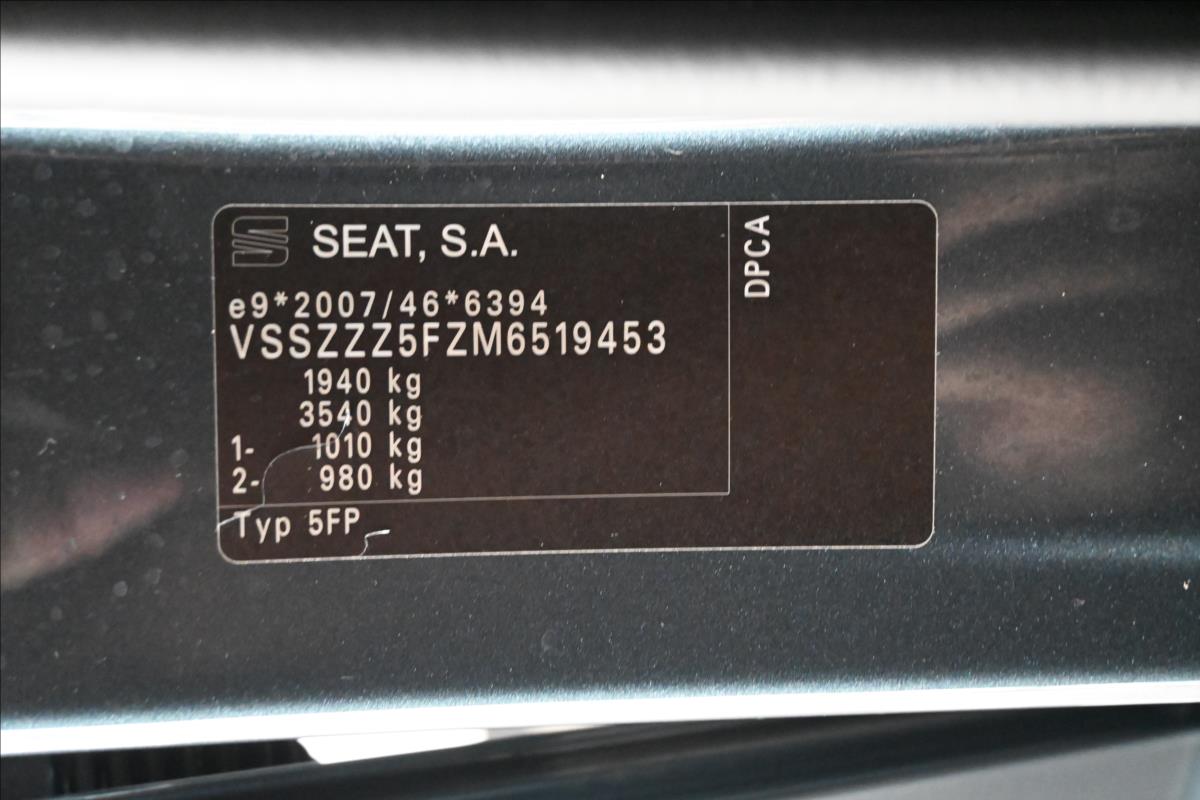 SEAT, S.A.
e9*2007/46*6394
VSSZZZ5FZM6519453
1940 kg
3540 kg
1- 1010 kg
2- 980 kg
Typ 5FP
DPCA